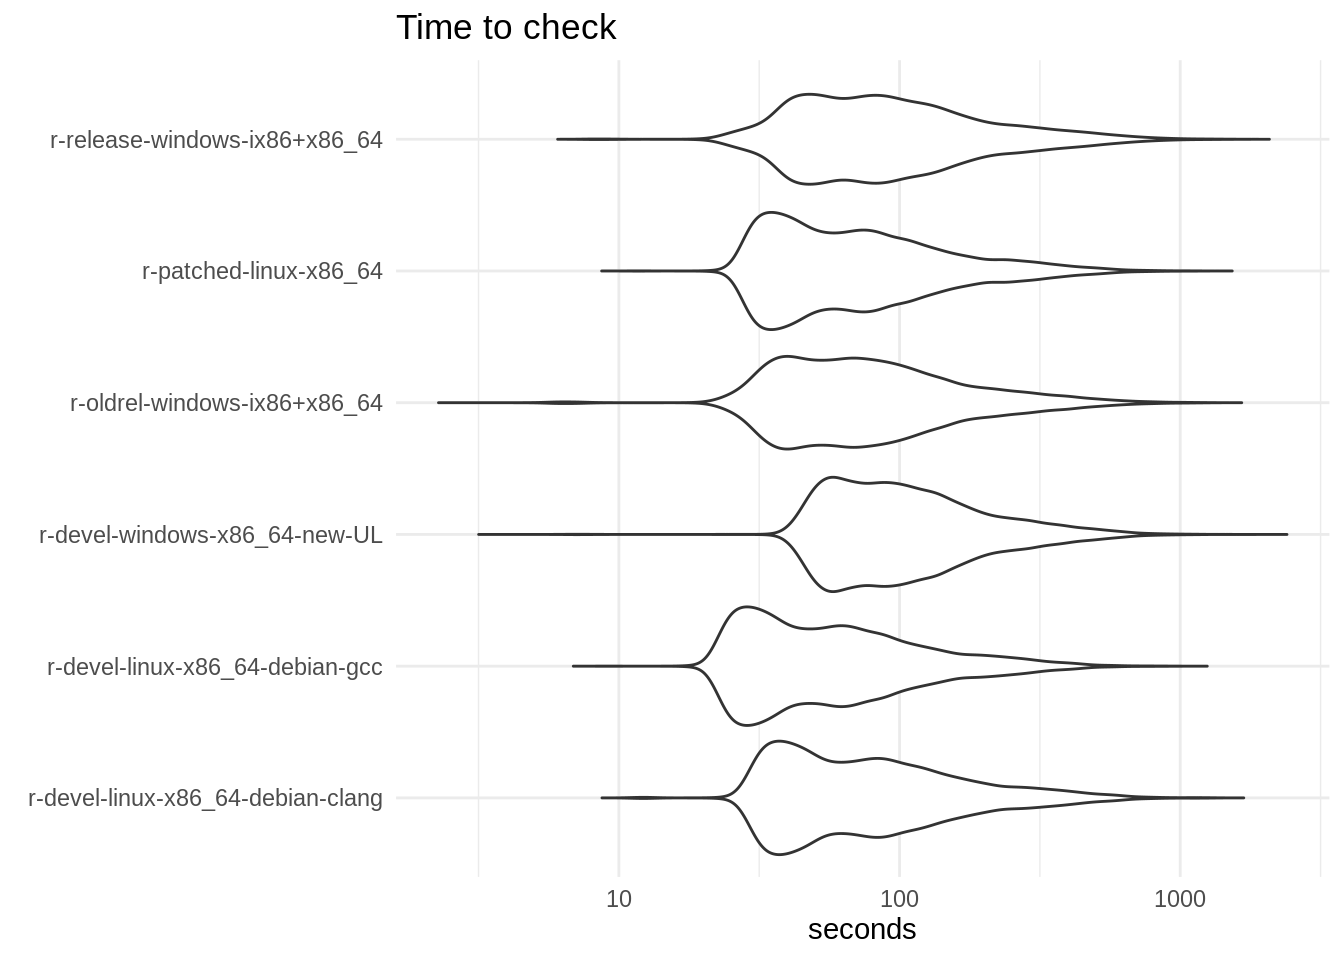 Time to check
r-release-windows-ix86+x86_64
r-patched-linux-x86_64
r-oldrel-windows-ix86+x86_64
r-devel-windows-x86_64-new-UL
r-devel-linux-x86_64-debian-gcc
r-devel-linux-x86_64-debian-clang
10 100 1000
seconds